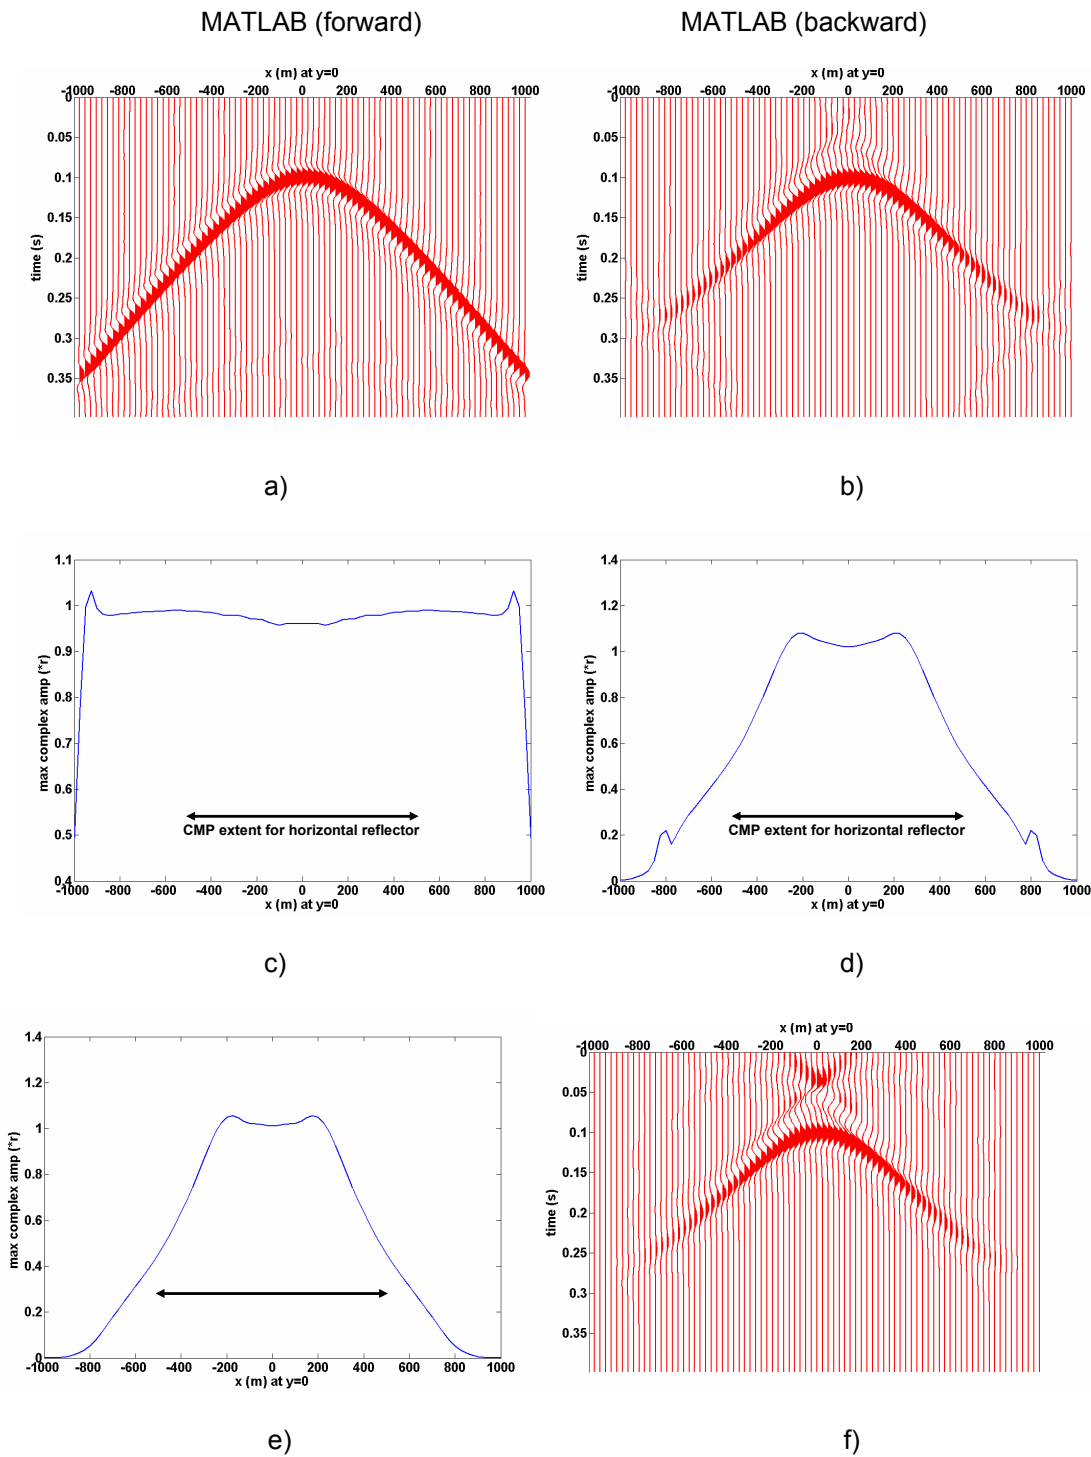 MATLAB (forward)
MATLAB (backward)
x (m) at y=0
-1000 -800 -600 -400 -200 0 200 400 600 800 1000
0
0.05
0.1
0.15
0.2
0.25
0.3
0.35
time (s)
x (m) at y=0
-1000 -800 -600 -400 -200 0 200 400 600 800 1000
0
0.05
0.1
0.15
0.2
0.25
0.3
0.35
time (s)
a)
b)
1.1
1
0.9
0.8
0.7
0.6
0.5
0.4
max complex amp (*r)
CMP extent for horizontal reflector
-1000 -800 -600 -400 -200 0 200 400 600 800 1000
x (m) at y=0
1.4
1.2
1
0.8
0.6
0.4
0.2
0
max complex amp (*r)
CMP extent for horizontal reflector
-1000 -800 -600 -400 -200 0 200 400 600 800 1000
x (m) at y=0
c)
d)
1.4
1.2
1
0.8
0.6
0.4
0.2
0
max complex amp (*r)
-1000 -800 -600 -400 -200 0 200 400 600 800 1000
x (m) at y=0
x (m) at y=0
-1000 -800 -600 -400 -200 0 200 400 600 800 1000
0
0.05
0.1
0.15
0.2
0.25
0.3
0.35
time (s)
e)
f)